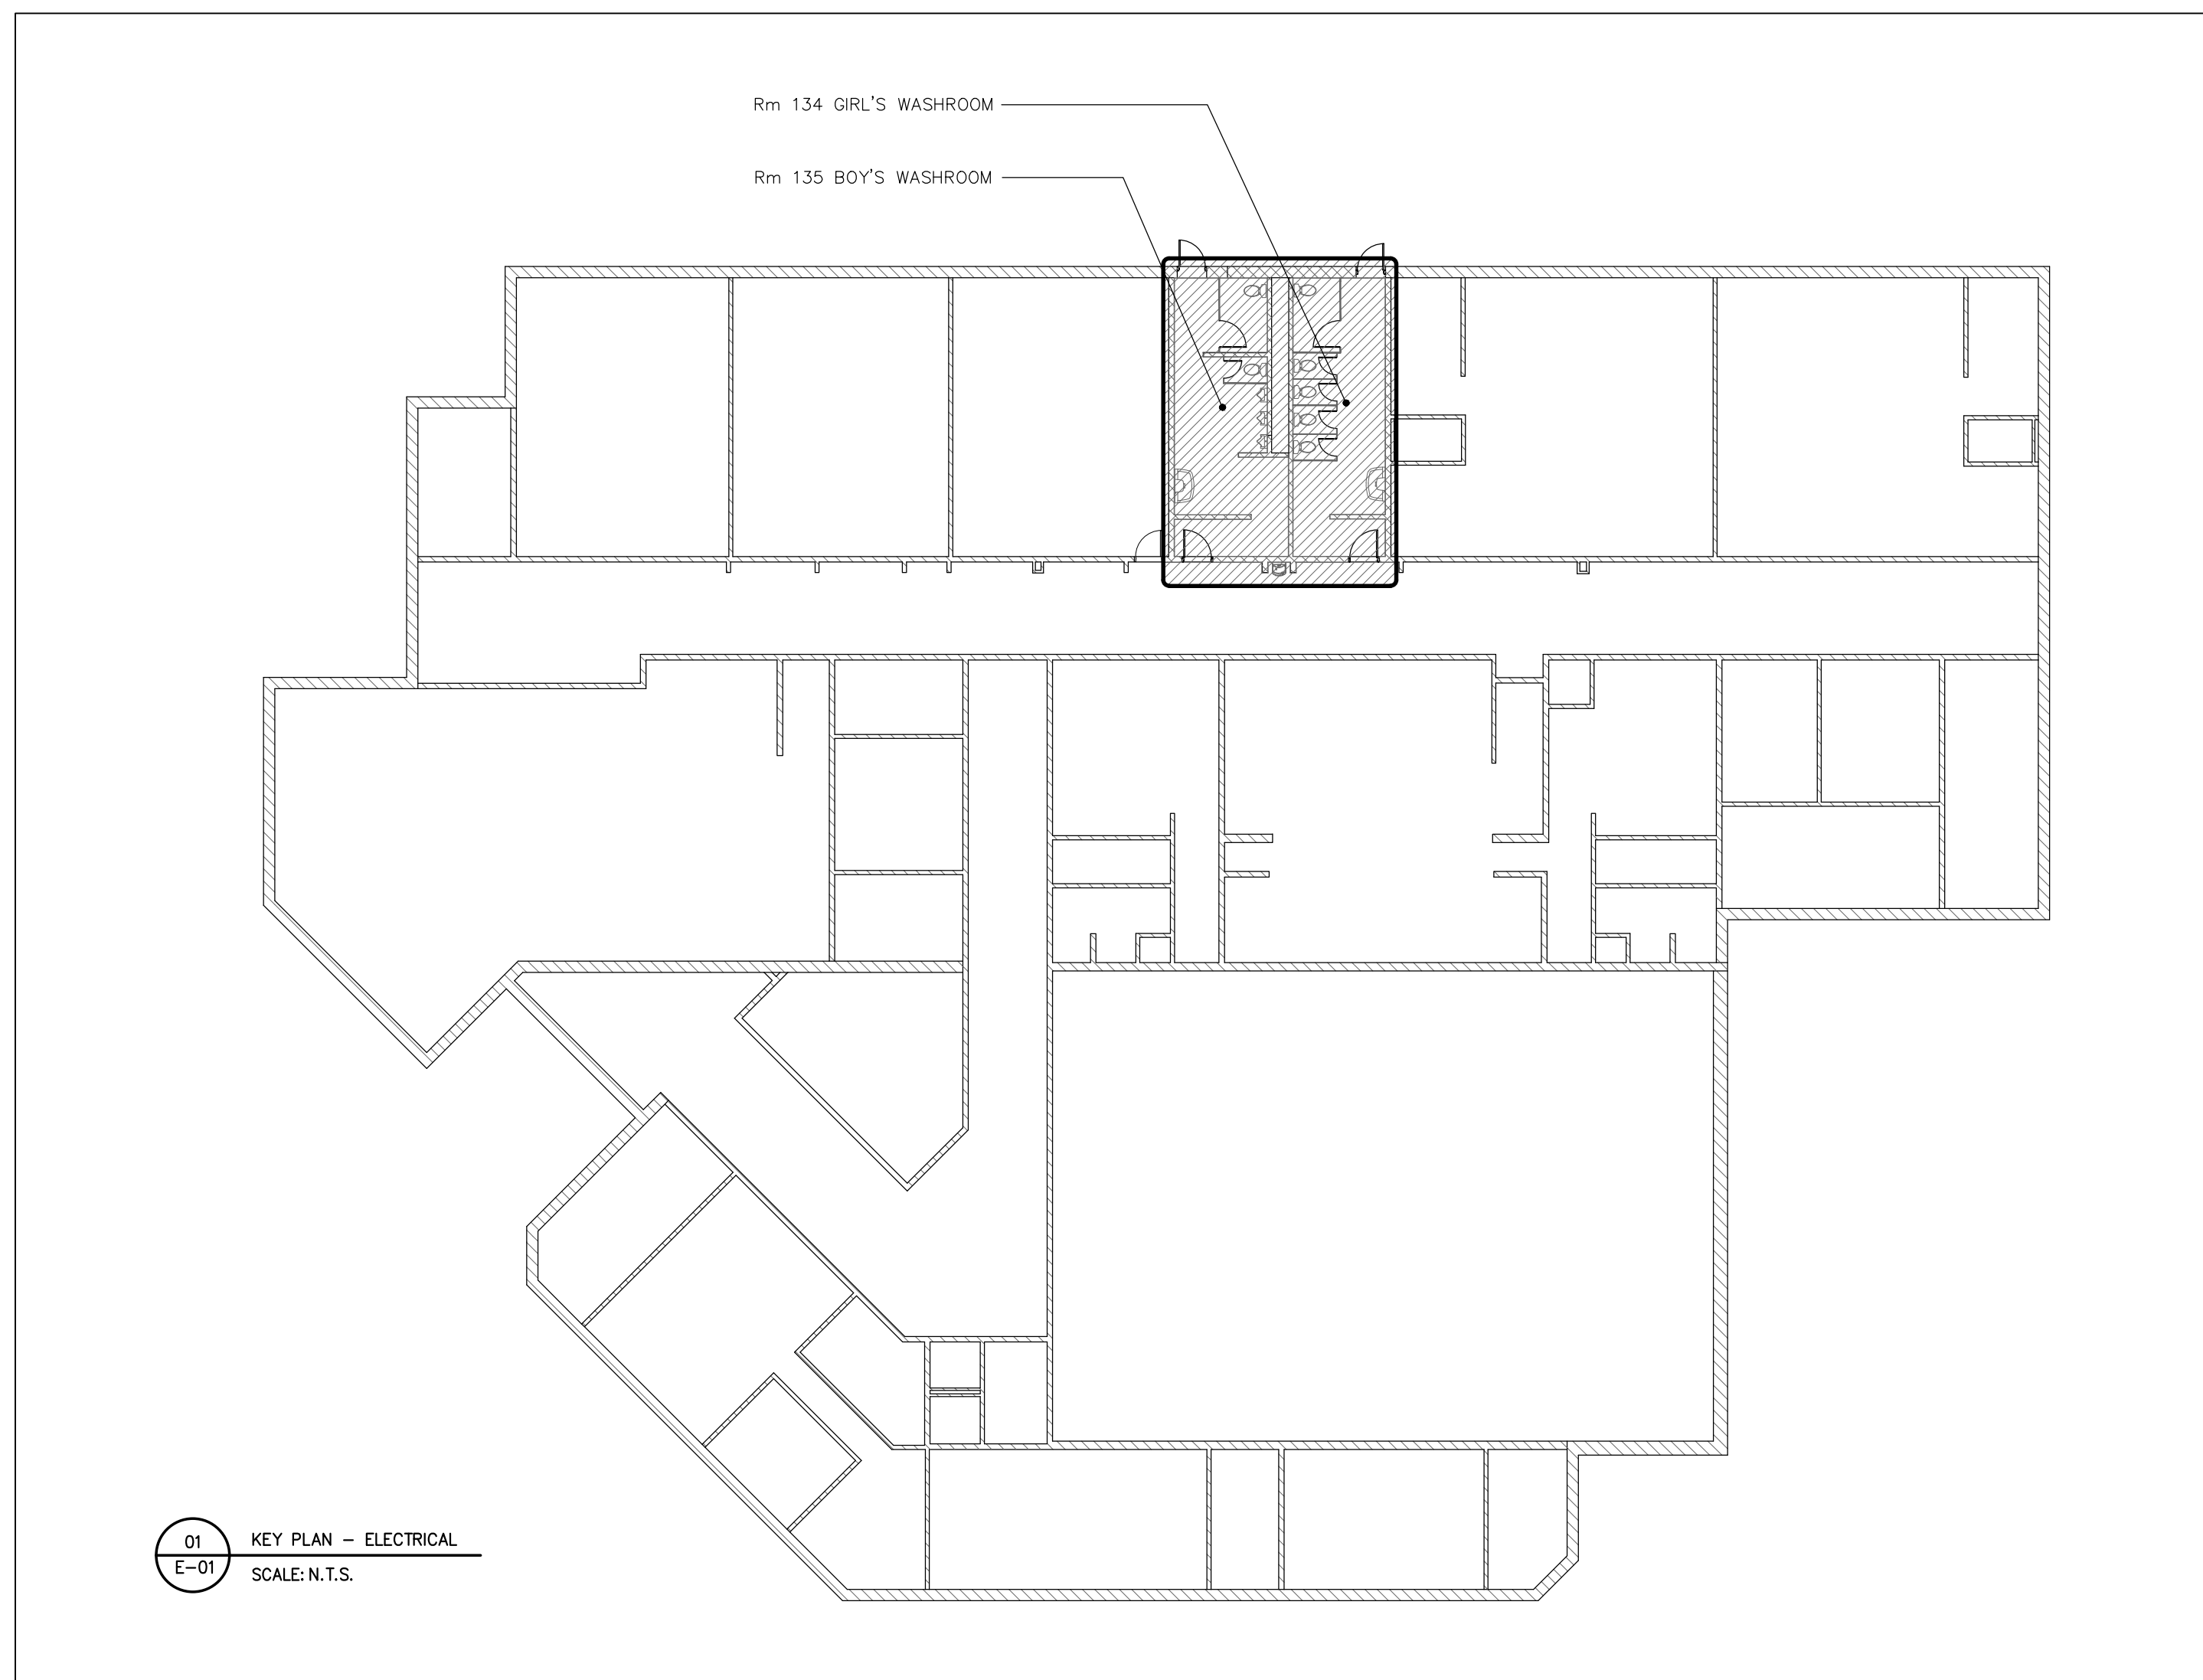 Rm 134 GIRL'S WASHROOM
Rm 135 BOY'S WASHROOM
01
E-01
KEY PLAN - ELECTRICAL
SCALE: N.T.S.